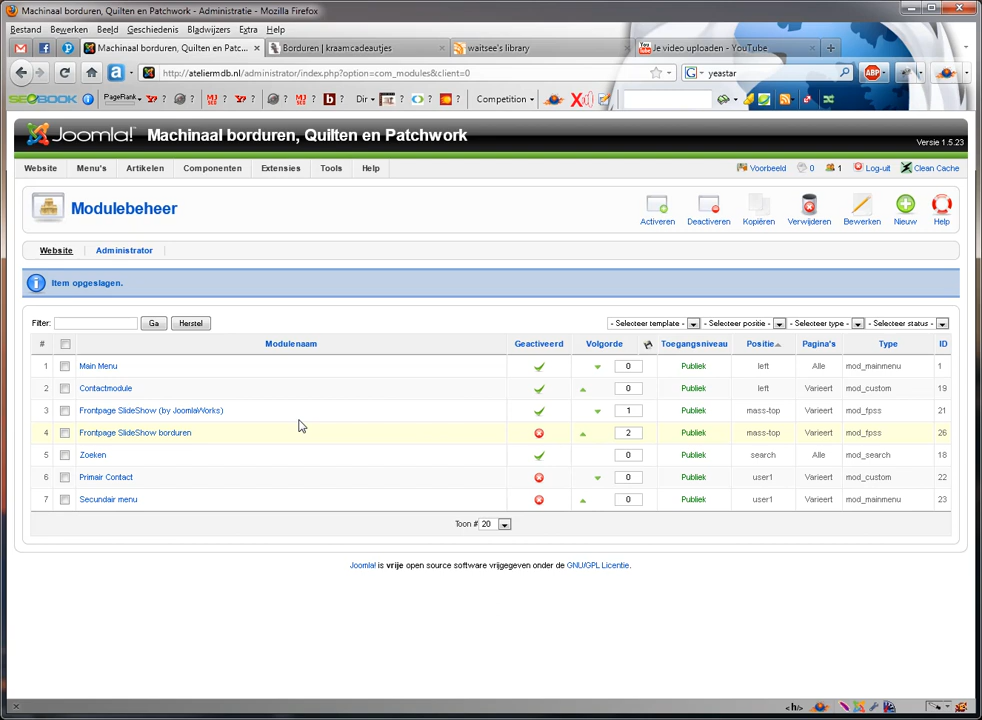 Machinaal borduren, Quilten en Patchwork - Administratie - Mozilla Firefox
Bestand Bewerken Beeld Geschiedenis Bladwijzers Extra Help
Machinaal borduren, Quilten en Patc... Borduren | kraamcadeautjes waitsee's library Je video uploaden - YouTube
http://ateliermdb.nl/administrator/index.php?option=com_modules&client=0 yeastar ABP
SEOBOOK PageRank ? ? ? ? ? b ? Dir ? ? ? Competition
Joomla! Machinaal borduren, Quilten en Patchwork
Versie 1.5.23
Website Menu's Artikelen Componenten Extensies Tools Help Voorbeeld 0 1 Log-uit Clean Cache
Modulebeheer
Activeren Deactiveren Kopiëren Verwijderen Bewerken Nieuw Help
Website Administrator
Item opgeslagen.
Filter: Ga Herstel - Selecteer template - - Selecteer positie - - Selecteer type - - Selecteer status -
# Modulenaam Geactiveerd Volgorde Toegangsniveau Positie Pagina's Type ID
1 Main Menu 0 Publiek left Alle mod_mainmenu 1
2 Contactmodule 0 Publiek left Varieert mod_custom 19
3 Frontpage SlideShow (by JoomlaWorks) 1 Publiek mass-top Varieert mod_fpss 21
4 Frontpage SlideShow borduren 2 Publiek mass-top Varieert mod_fpss 26
5 Zoeken 0 Publiek search Alle mod_search 18
6 Primair Contact 0 Publiek user1 Varieert mod_custom 22
7 Secundair menu 0 Publiek user1 Varieert mod_mainmenu 23
Toon # 20
Joomla! is vrije open source software vrijgegeven onder de GNU/GPL Licentie.